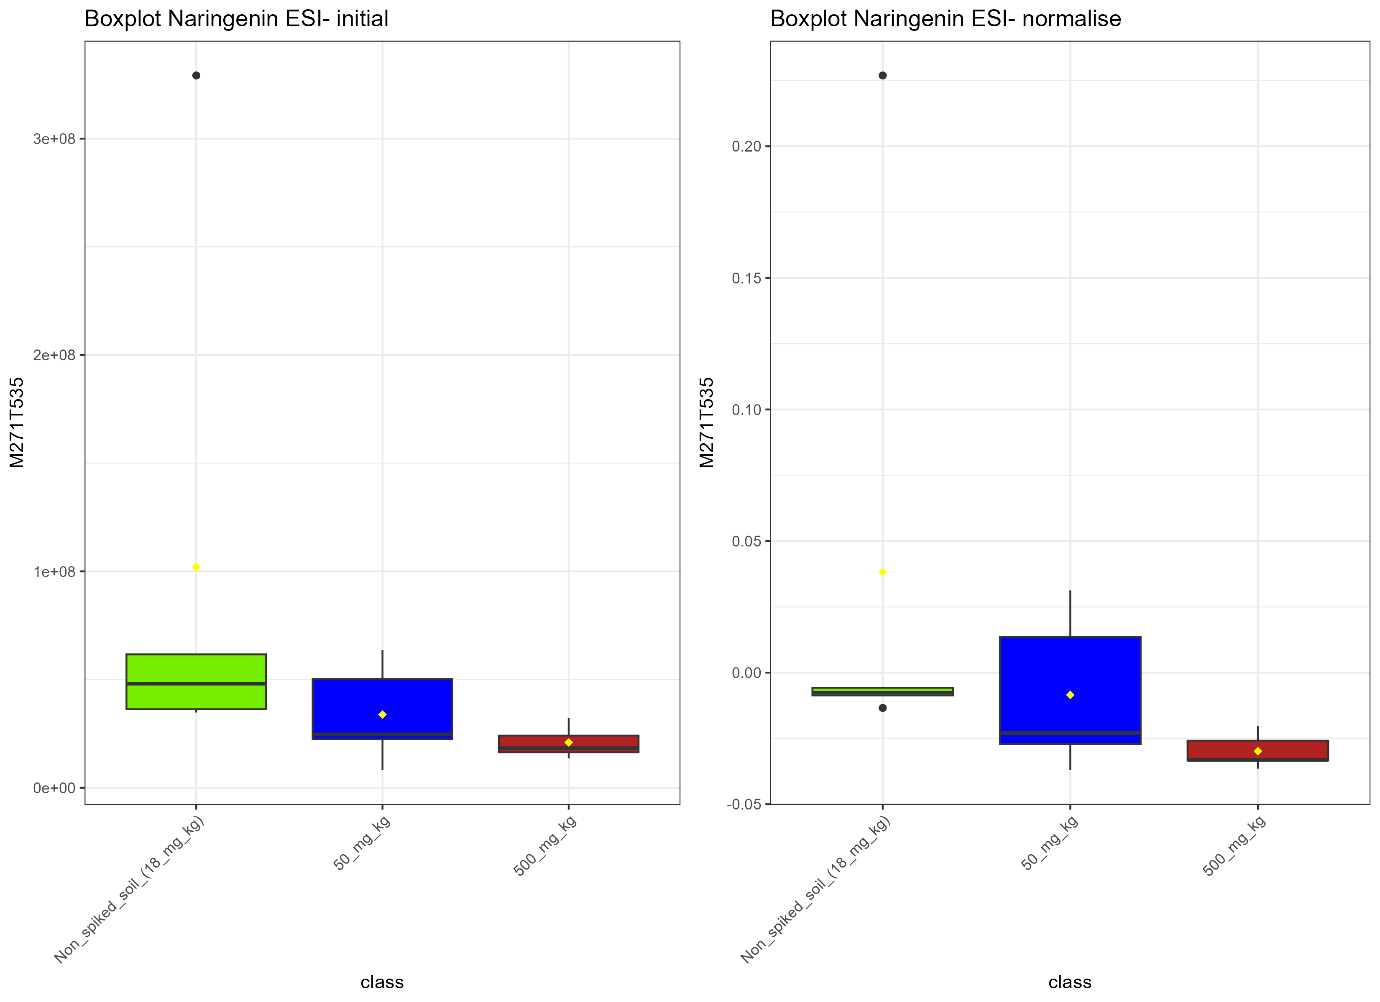 Boxplot Naringenin ESI- initial
M271T535
3e+08
2e+08
1e+08
0e+00
Non_spiked_soil_(18_mg_kg)
50_mg_kg
500_mg_kg
class
Boxplot Naringenin ESI- normalise
M271T535
0.20
0.15
0.10
0.05
0.00
-0.05
Non_spiked_soil_(18_mg_kg)
50_mg_kg
500_mg_kg
class